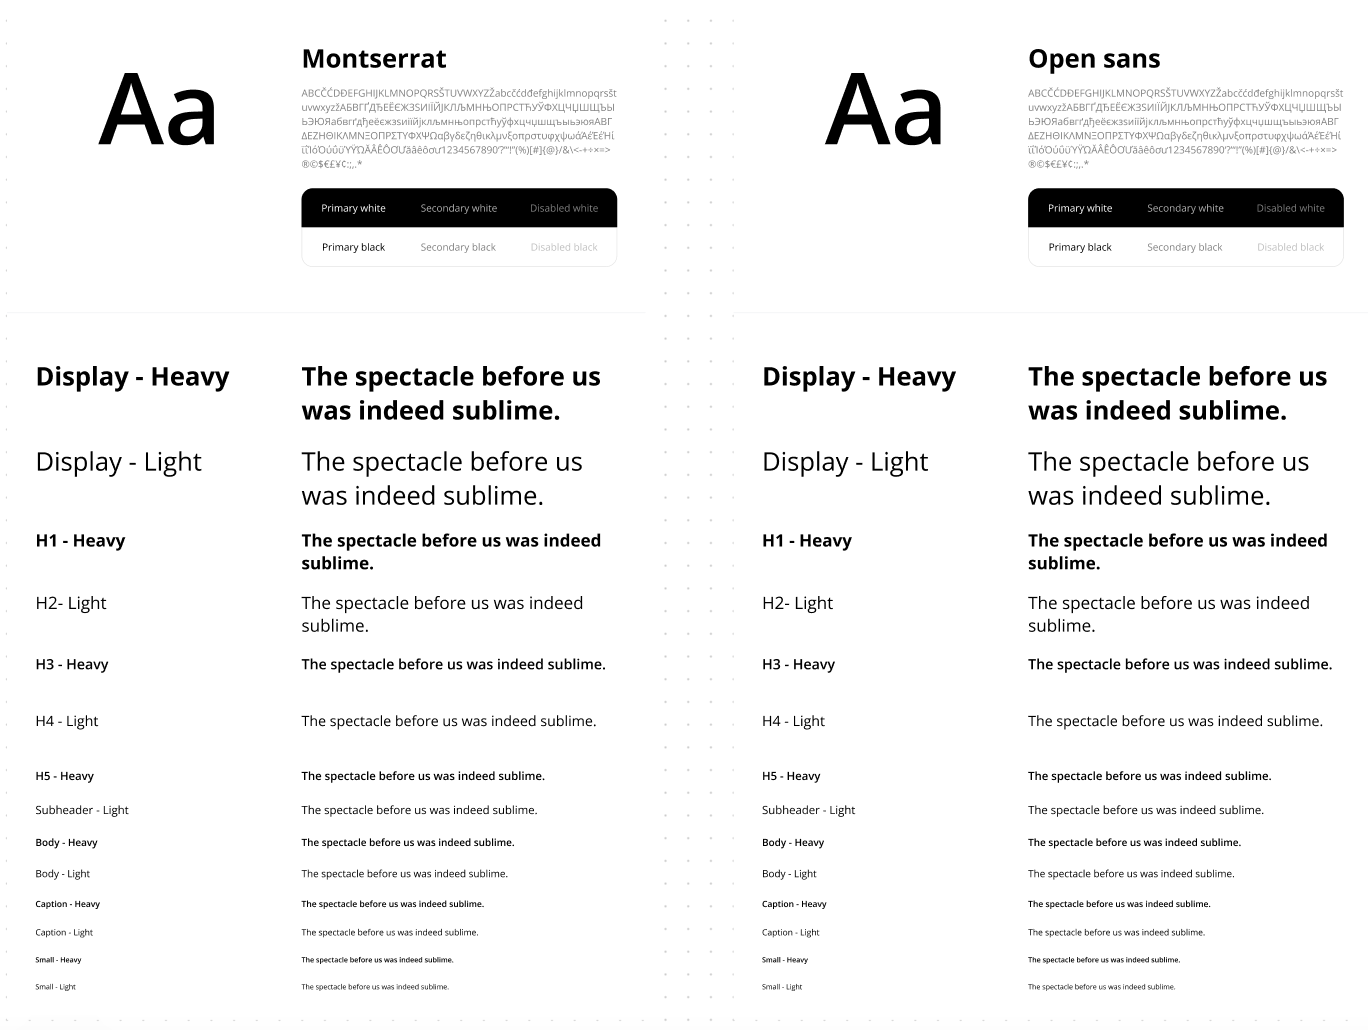 Aa
Montserrat
ABCČĆDĐEFGHIJKLMNOPQRSŠTUVWXYZŽabcčćdđefghijklmnopqrsšt
uvwxyzžАБВГҐДЂЕЁЄЖЗЅИІЇЙЈКЛЉМНЊОПРСТЋУЎФХЦЧЏШЩЪЫ
ЬЭЮЯабвгґдђеёєжзѕиіїйјклљмнњопрстћуўфхцчџшщъыьэюяΑΒΓ
ΔΕΖΗΘΙΚΛΜΝΞΟΠΡΣΤΥΦΧΨΩαβγδεζηθικλμνξοπρστυφχψωάΆέΈέΉί
ϊΐΊόΌύΰϋΎΫΏĂÂÊÔƠƯăâêôơư1234567890‘?’“!”(%)[#]{@}/&\<-+÷×=>
®©$€£¥¢:;,.*
Primary white Secondary white Disabled white
Primary black Secondary black Disabled black
Display - Heavy
The spectacle before us
was indeed sublime.
Display - Light
The spectacle before us
was indeed sublime.
H1 - Heavy
The spectacle before us was indeed
sublime.
H2- Light
The spectacle before us was indeed
sublime.
H3 - Heavy
The spectacle before us was indeed sublime.
H4 - Light
The spectacle before us was indeed sublime.
H5 - Heavy
The spectacle before us was indeed sublime.
Subheader - Light
The spectacle before us was indeed sublime.
Body - Heavy
The spectacle before us was indeed sublime.
Body - Light
The spectacle before us was indeed sublime.
Caption - Heavy
The spectacle before us was indeed sublime.
Caption - Light
The spectacle before us was indeed sublime.
Small - Heavy
The spectacle before us was indeed sublime.
Small - Light
The spectacle before us was indeed sublime.
Aa
Open sans
ABCČĆDĐEFGHIJKLMNOPQRSŠTUVWXYZŽabcčćdđefghijklmnopqrsšt
uvwxyzžАБВГҐДЂЕЁЄЖЗЅИІЇЙЈКЛЉМНЊОПРСТЋУЎФХЦЧЏШЩЪЫ
ЬЭЮЯабвгґдђеёєжзѕиіїйјклљмнњопрстћуўфхцчџшщъыьэюяΑΒΓ
ΔΕΖΗΘΙΚΛΜΝΞΟΠΡΣΤΥΦΧΨΩαβγδεζηθικλμνξοπρστυφχψωάΆέΈέΉί
ϊΐΊόΌύΰϋΎΫΏĂÂÊÔƠƯăâêôơư1234567890‘?’“!”(%)[#]{@}/&\<-+÷×=>
®©$€£¥¢:;,.*
Primary white Secondary white Disabled white
Primary black Secondary black Disabled black
Display - Heavy
The spectacle before us
was indeed sublime.
Display - Light
The spectacle before us
was indeed sublime.
H1 - Heavy
The spectacle before us was indeed
sublime.
H2- Light
The spectacle before us was indeed
sublime.
H3 - Heavy
The spectacle before us was indeed sublime.
H4 - Light
The spectacle before us was indeed sublime.
H5 - Heavy
The spectacle before us was indeed sublime.
Subheader - Light
The spectacle before us was indeed sublime.
Body - Heavy
The spectacle before us was indeed sublime.
Body - Light
The spectacle before us was indeed sublime.
Caption - Heavy
The spectacle before us was indeed sublime.
Caption - Light
The spectacle before us was indeed sublime.
Small - Heavy
The spectacle before us was indeed sublime.
Small - Light
The spectacle before us was indeed sublime.